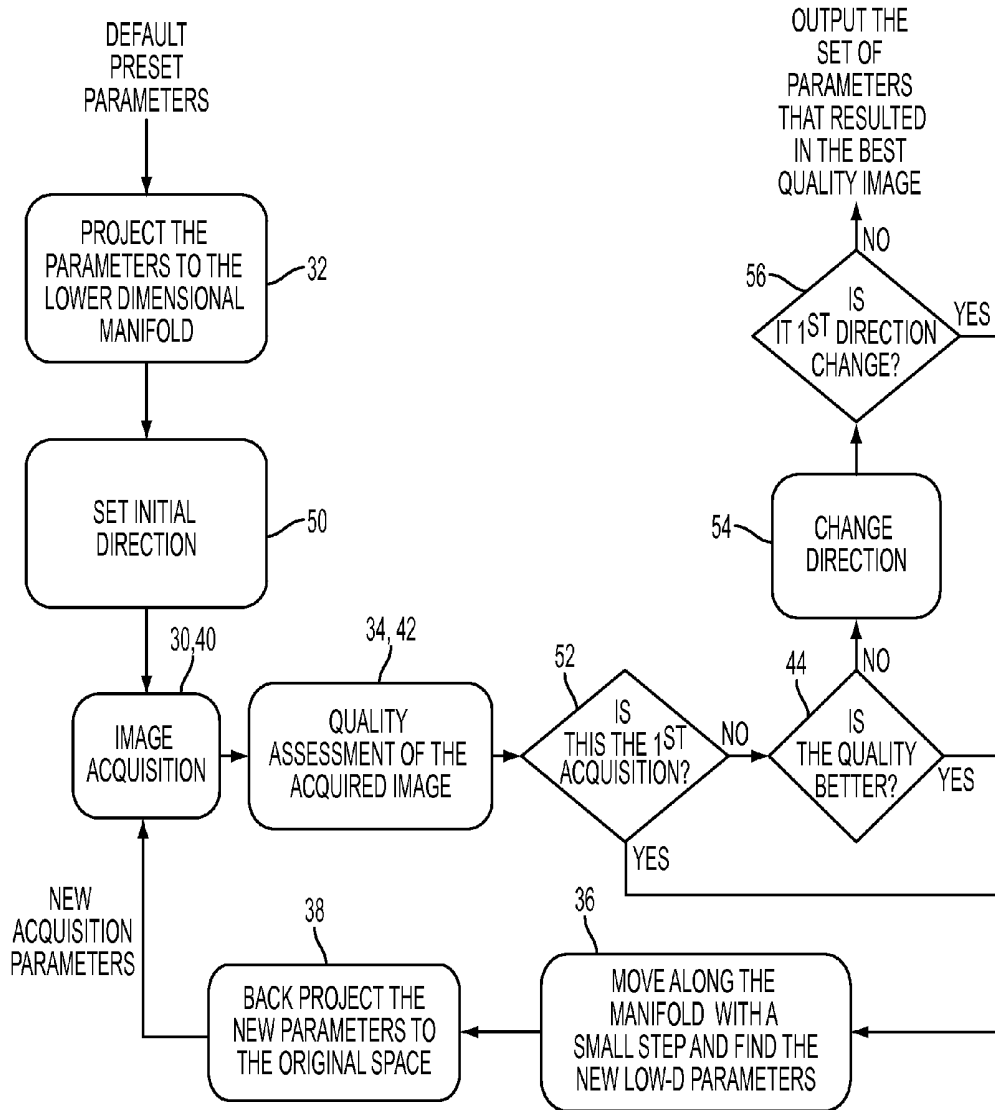 DEFAULT
PRESET
PARAMETERS
PROJECT THE
PARAMETERS TO THE
LOWER DIMENSIONAL
MANIFOLD
32
SET INITIAL
DIRECTION
50
30,40
IMAGE
ACQUISITION
34, 42
QUALITY
ASSESSMENT OF THE
ACQUIRED IMAGE
52
IS
THIS THE 1ST
ACQUISITION?
NO
YES
44
IS
THE QUALITY
BETTER?
NO
YES
54
CHANGE
DIRECTION
56
IS
IT 1ST DIRECTION
CHANGE?
NO
YES
OUTPUT THE
SET OF
PARAMETERS
THAT RESULTED
IN THE BEST
QUALITY IMAGE
36
MOVE ALONG THE
MANIFOLD WITH A
SMALL STEP AND FIND THE
NEW LOW-D PARAMETERS
38
BACK PROJECT THE
NEW PARAMETERS TO
THE ORIGINAL SPACE
NEW
ACQUISITION
PARAMETERS